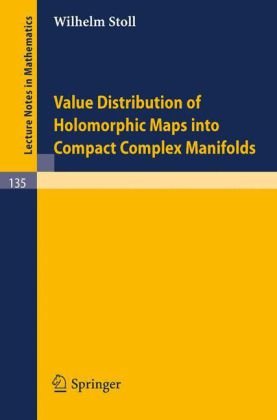 Wilhelm Stoll
Lecture Notes in Mathematics
Value Distribution of
Holomorphic Maps into
Compact Complex Manifolds
135
Springer